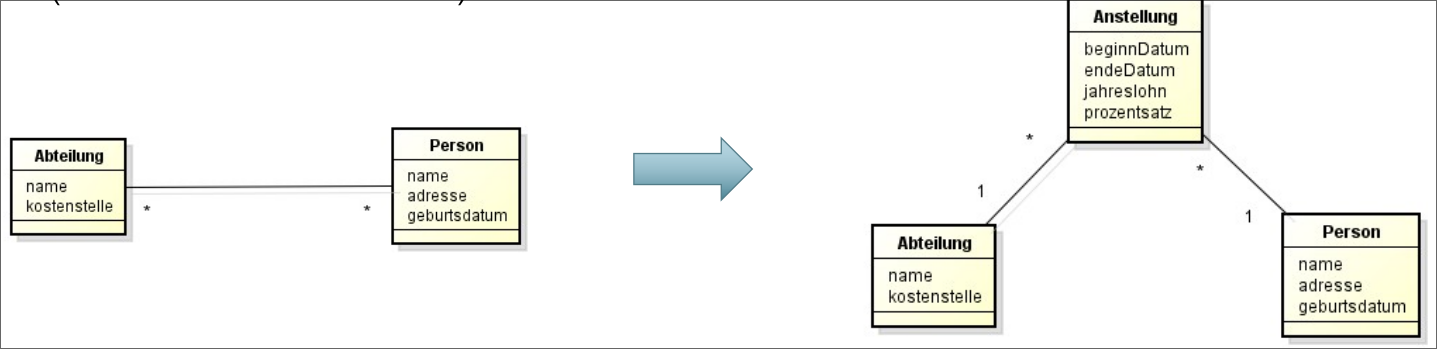 Abteilung
name
kostenstelle
*
*
Person
name
adresse
geburtsdatum
Anstellung
beginnDatum
endeDatum
jahreslohn
prozentsatz
*
1
*
1
Abteilung
name
kostenstelle
Person
name
adresse
geburtsdatum